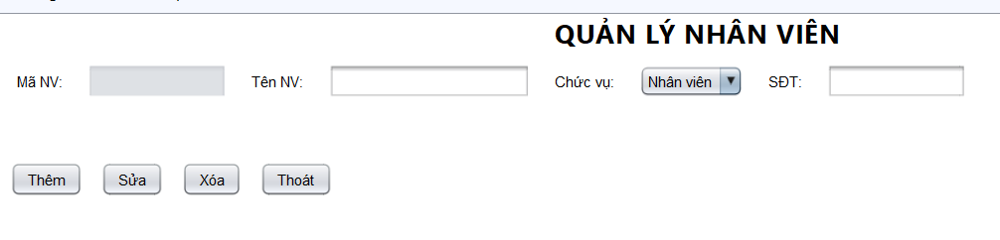 QUẢN LÝ NHÂN VIÊN
Mã NV: Tên NV: Chức vụ: Nhân viên SĐT:
Thêm Sửa Xóa Thoát